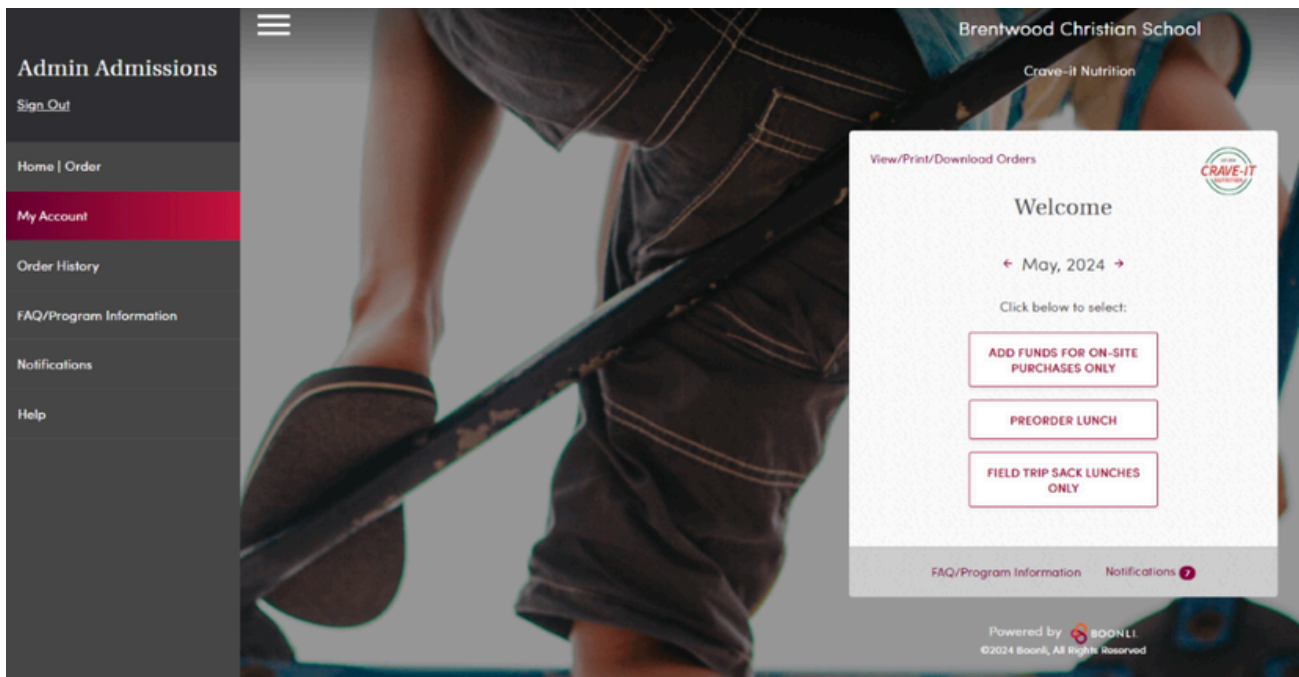 Admin Admissions
Sign Out
Home | Order
My Account
Order History
FAQ/Program Information
Notifications
Help
Brentwood Christian School
Crave-it Nutrition
View/Print/Download Orders
CRAVE-IT
NUTRITION
Welcome
← May, 2024 →
Click below to select:
ADD FUNDS FOR ON-SITE
PURCHASES ONLY
PREORDER LUNCH
FIELD TRIP SACK LUNCHES
ONLY
FAQ/Program Information Notifications 7
Powered by BOONLI.
©2024 Boonli, All Rights Reserved